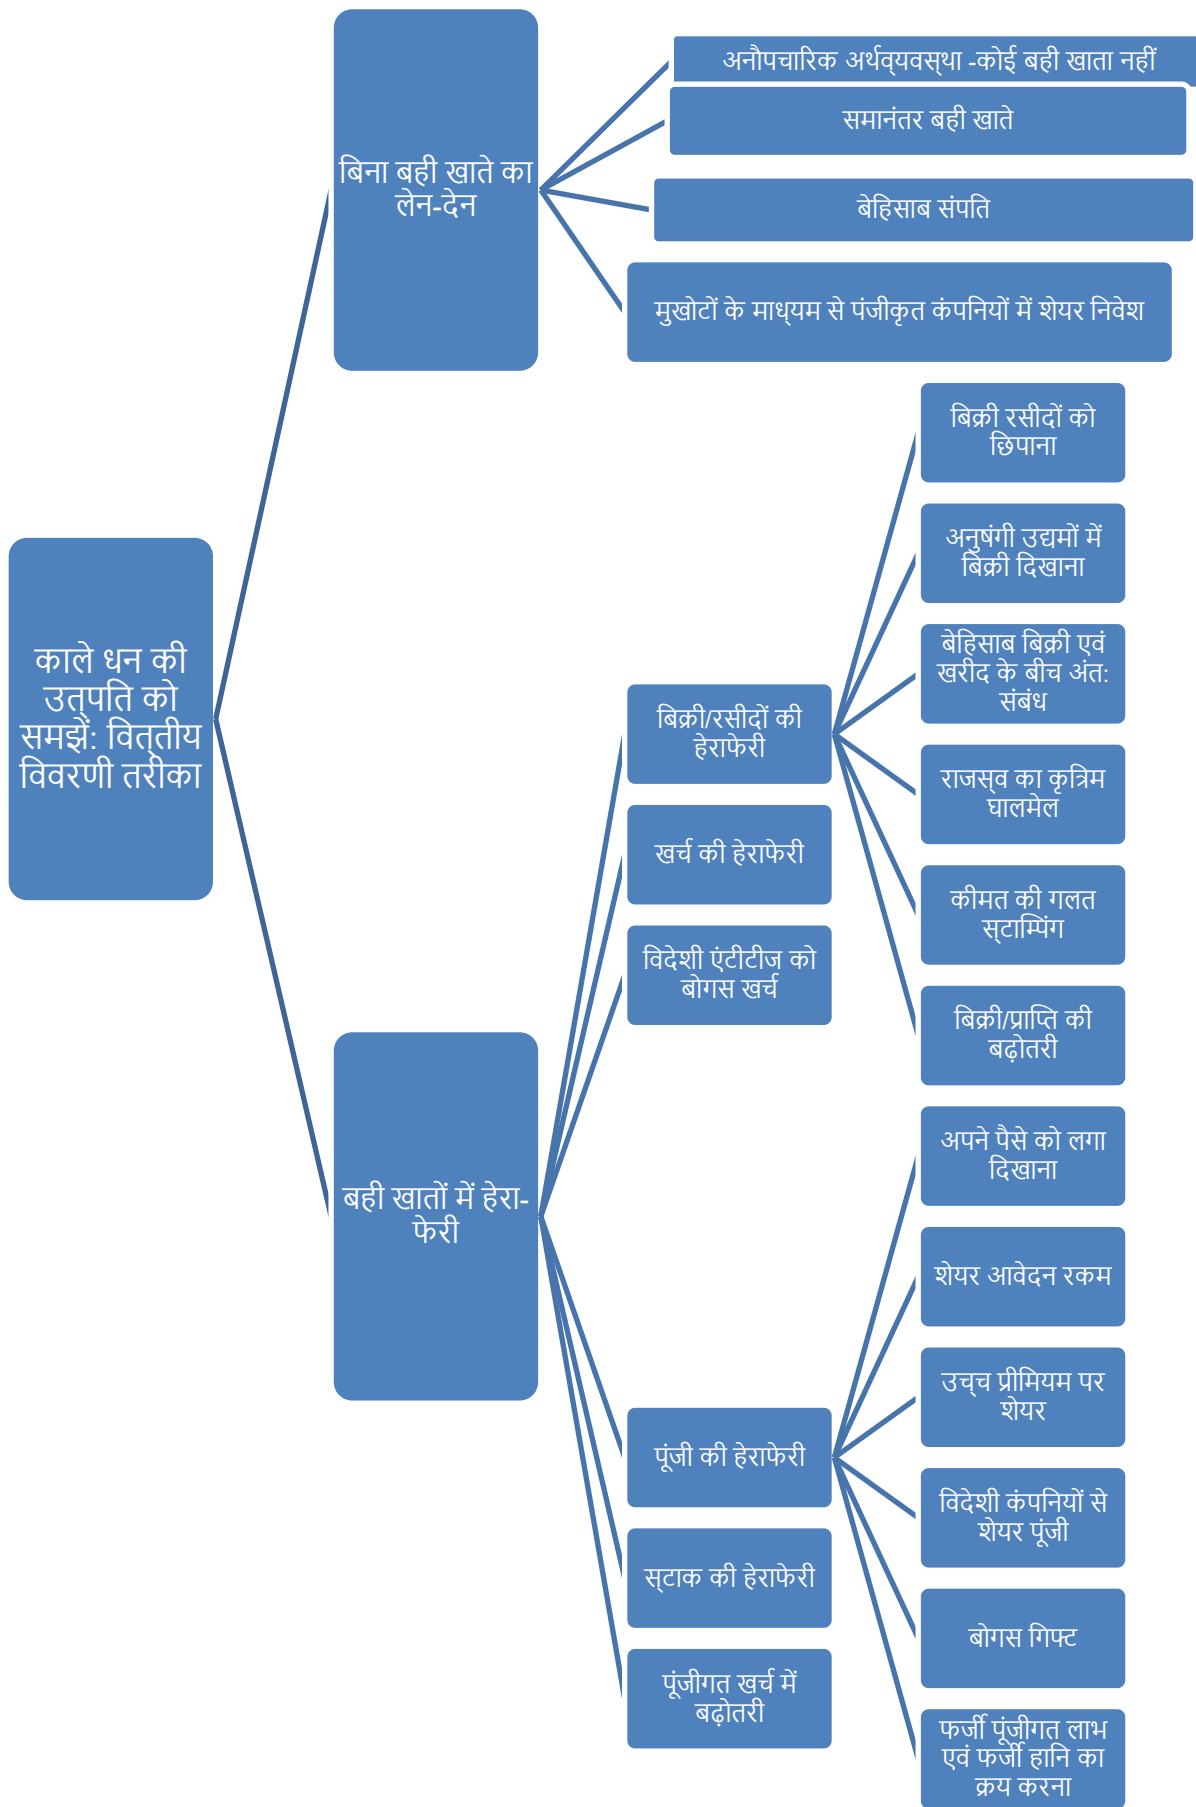 काले धन की
उत्पति को
समझें: वित्तीय
विवरणी तरीका
बिना बही खाते का
लेन-देन
अनौपचारिक अर्थव्यवस्था -कोई बही खाता नहीं
समानंतर बही खाते
बेहिसाब संपति
मुखोटों के माध्यम से पंजीकृत कंपनियों में शेयर निवेश
बही खातों में हेरा-
फेरी
बिक्री/रसीदों की
हेराफेरी
बिक्री रसीदों को
छिपाना
अनुषंगी उद्यमों में
बिक्री दिखाना
बेहिसाब बिक्री एवं
खरीद के बीच अंत:
संबंध
राजस्व का कृत्रिम
घालमेल
कीमत की गलत
स्टाम्पिंग
बिक्री/प्राप्ति की
बढ़ोतरी
खर्च की हेराफेरी
विदेशी एंटीटीज को
बोगस खर्च
पूंजी की हेराफेरी
अपने पैसे को लगा
दिखाना
शेयर आवेदन रकम
उच्च प्रीमियम पर
शेयर
विदेशी कंपनियों से
शेयर पूंजी
बोगस गिफ्ट
फर्जी पूंजीगत लाभ
एवं फर्जी हानि का
क्रय करना
स्टाक की हेराफेरी
पूंजीगत खर्च में
बढ़ोतरी